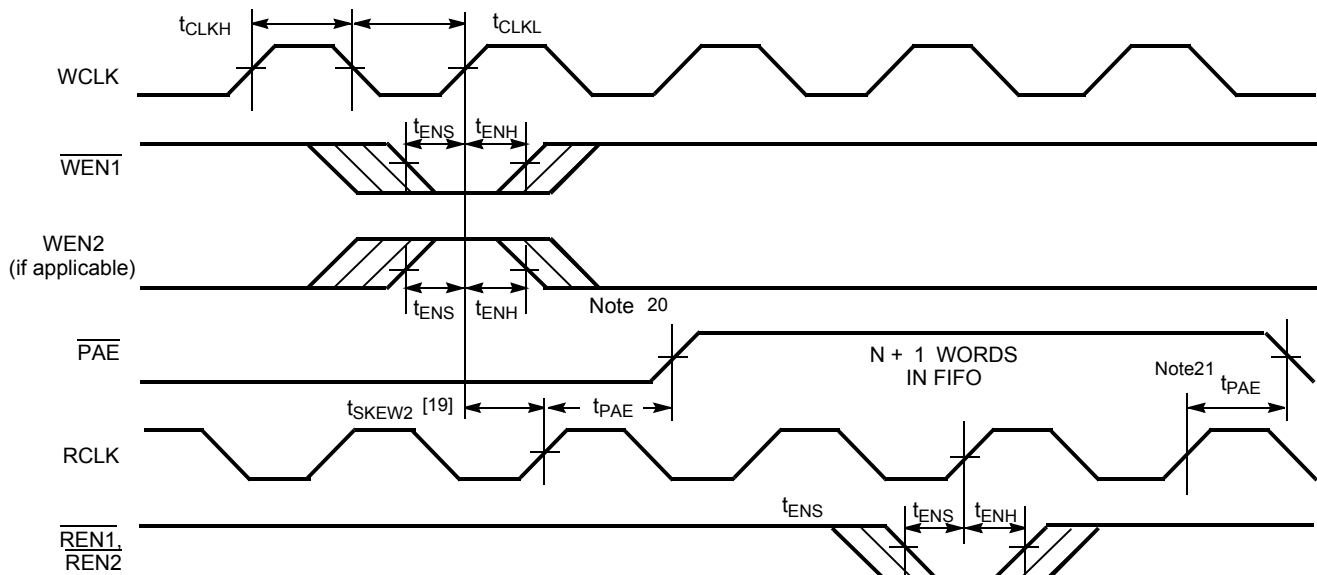 tCLKH
tCLKL
WCLK
tENS
tENH
WEN1
WEN2
(if applicable)
tENS
tENH
Note 20
PAE
N + 1 WORDS
IN FIFO
Note21
tPAE
tSKEW2 [19]
tPAE
RCLK
tENS
tENS
tENH
REN1,
REN2